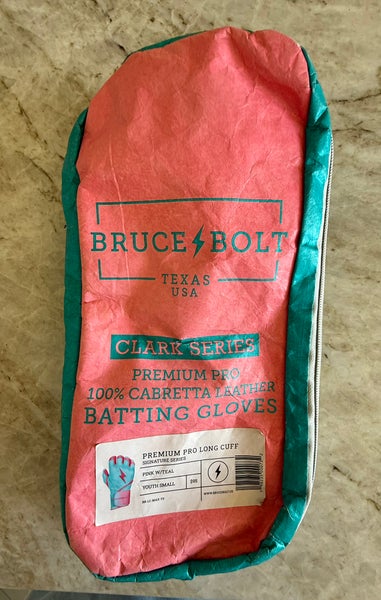 BRUCE BOLT
TEXAS
USA
CLARK SERIES
PREMIUM PRO
100% CABRETTA LEATHER
BATTING GLOVES
PREMIUM PRO LONG CUFF
SIGNATURE SERIES
PINK W/TEAL
YOUTH SMALL